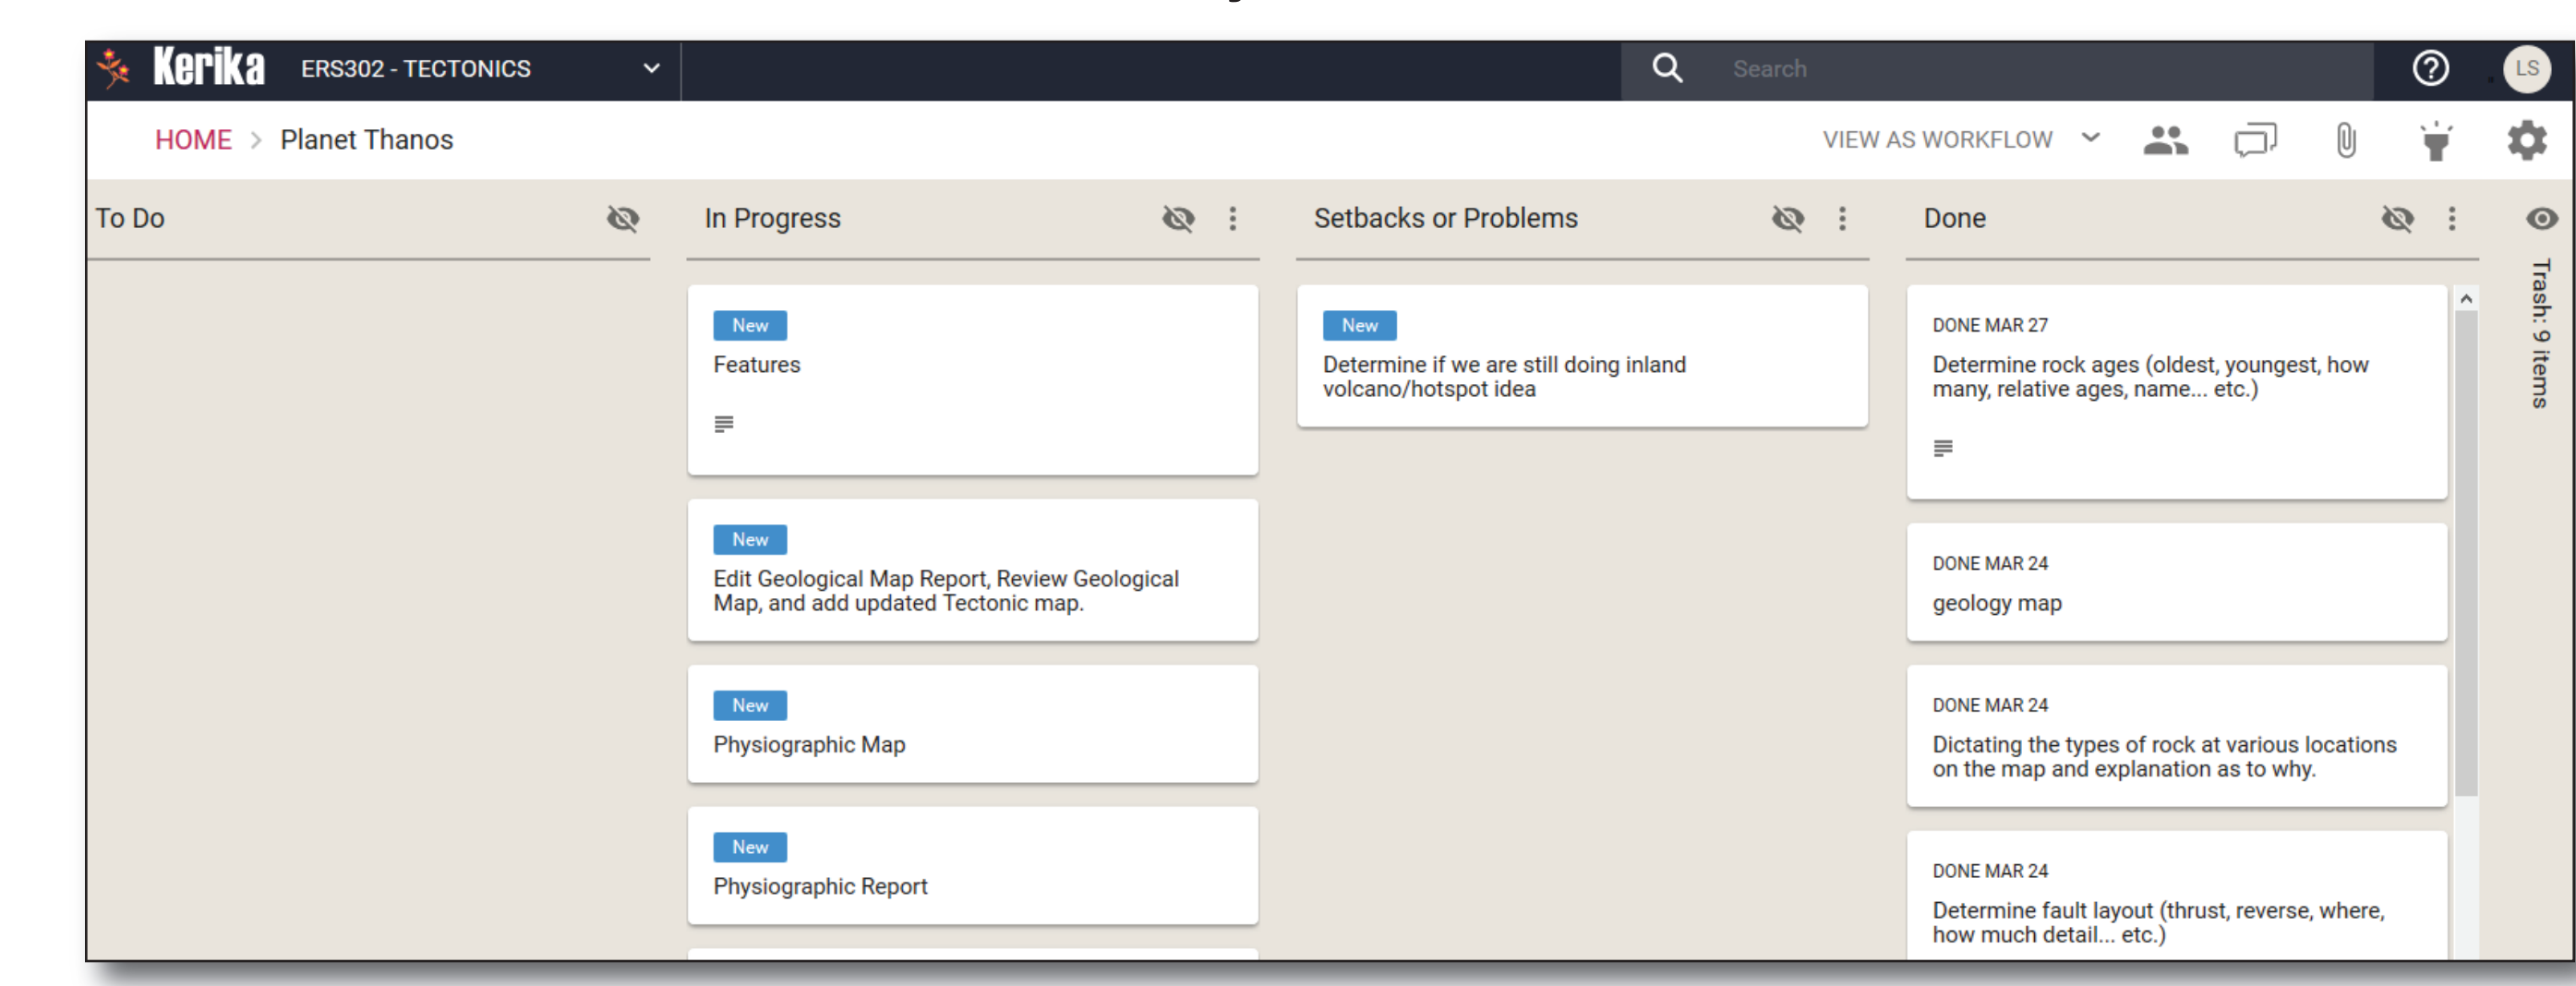 Kerika
ERS302 - TECTONICS
Search
LS
HOME > Planet Thanos
VIEW AS WORKFLOW
To Do
In Progress
New
Features
New
Edit Geological Map Report, Review Geological
Map, and add updated Tectonic map.
New
Physiographic Map
New
Physiographic Report
Setbacks or Problems
New
Determine if we are still doing inland
volcano/hotspot idea
Done
DONE MAR 27
Determine rock ages (oldest, youngest, how
many, relative ages, name... etc.)
DONE MAR 24
geology map
DONE MAR 24
Dictating the types of rock at various locations
on the map and explanation as to why.
DONE MAR 24
Determine fault layout (thrust, reverse, where,
how much detail... etc.)
Trash: 9 items